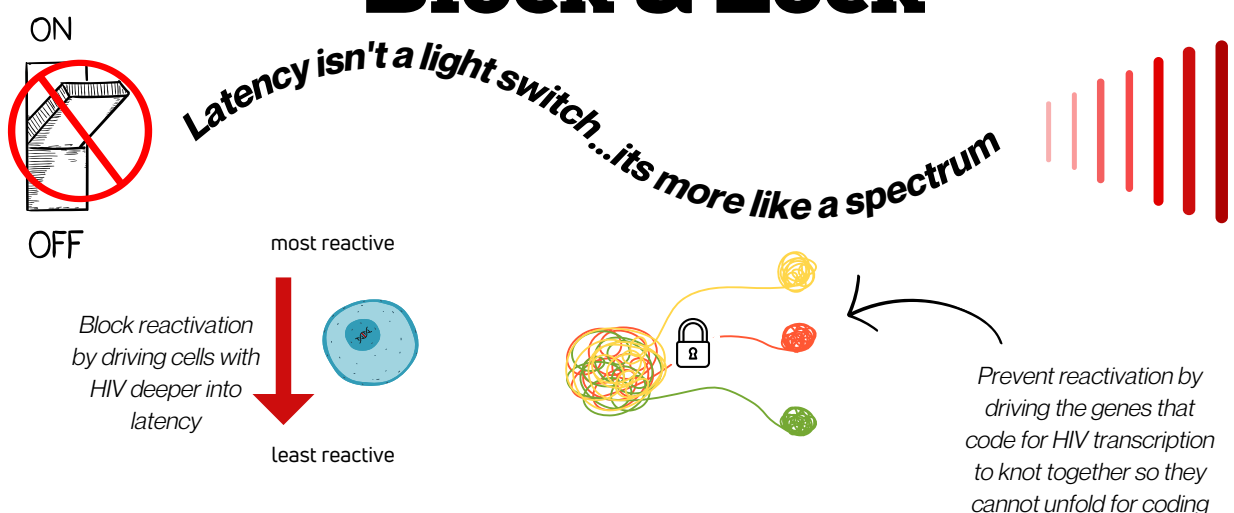 Block & Lock
ON
Latency isn't a light switch...its more like a spectrum
OFF
most reactive
Block reactivation
by driving cells with
HIV deeper into
latency
least reactive
Prevent reactivation by
driving the genes that
code for HIV transcription
to knot together so they
cannot unfold for coding